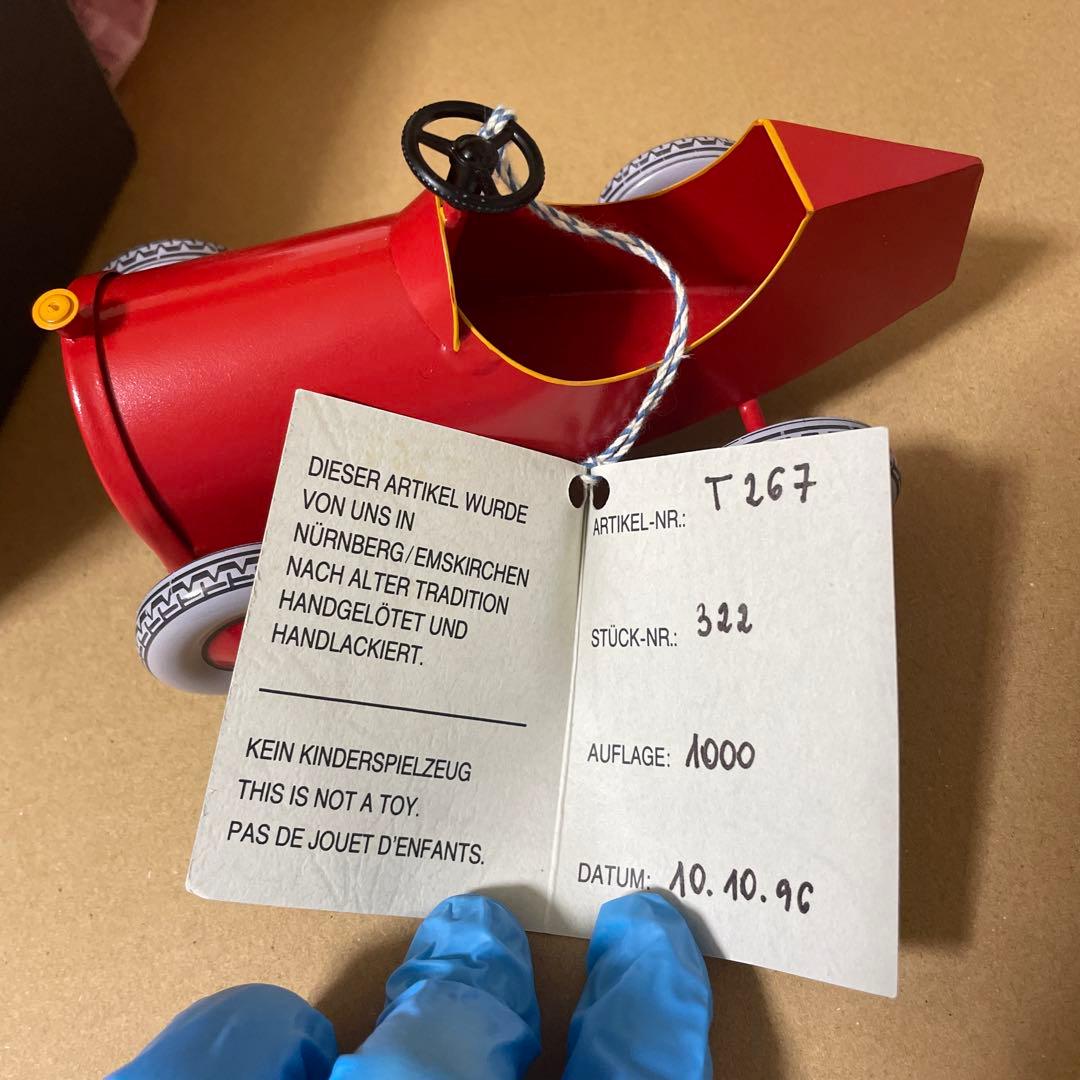 DIESER ARTIKEL WURDE
VON UNS IN
NÜRNBERG/EMSKIRCHEN
NACH ALTER TRADITION
HANDGELÖTET UND
HANDLACKIERT.
KEIN KINDERSPIELZEUG
THIS IS NOT A TOY.
PAS DE JOUET D'ENFANTS.
ARTIKEL-NR.: T 267
STÜCK-NR.: 322
AUFLAGE: 1000
DATUM: 10.10.96